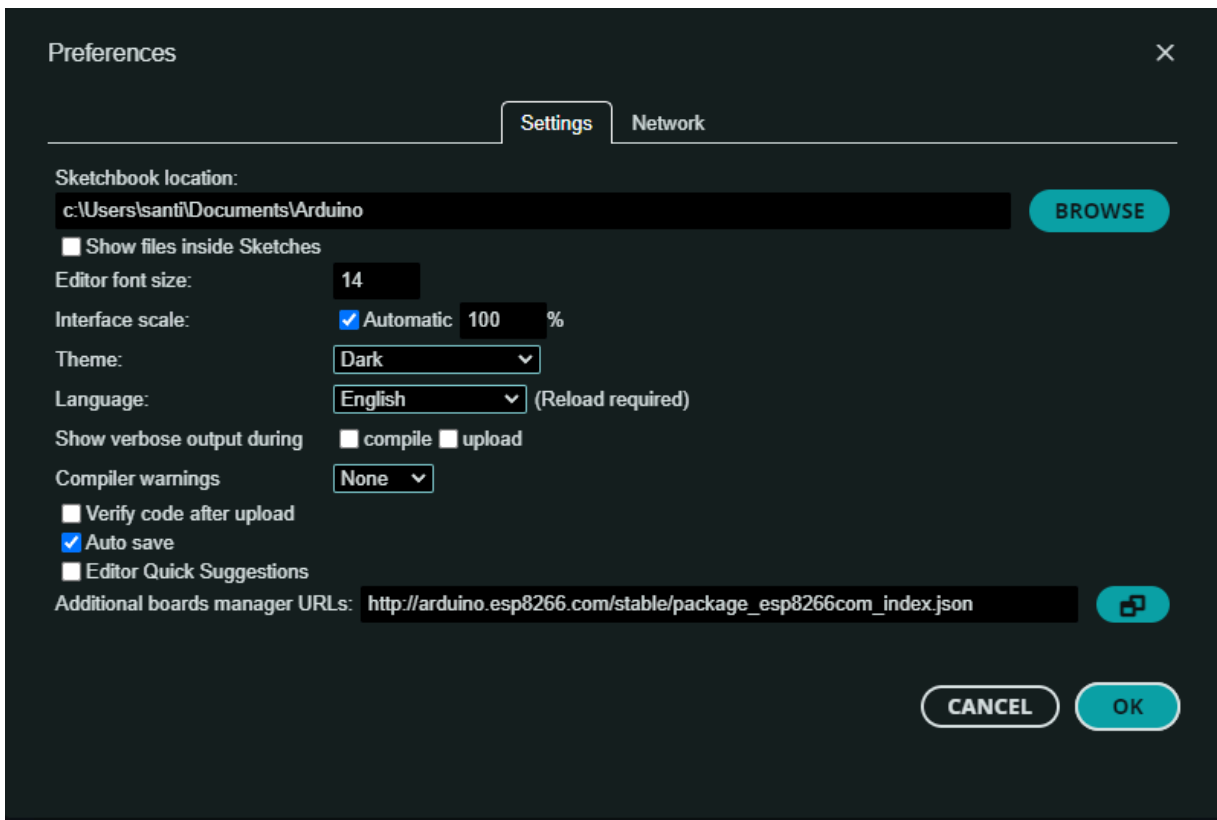 Preferences
Settings Network
Sketchbook location:
c:\Users\santi\Documents\Arduino BROWSE
Show files inside Sketches
Editor font size: 14
Interface scale: Automatic 100 %
Theme: Dark
Language: English (Reload required)
Show verbose output during compile upload
Compiler warnings None
Verify code after upload
Auto save
Editor Quick Suggestions
Additional boards manager URLs: http://arduino.esp8266.com/stable/package_esp8266com_index.json
CANCEL OK